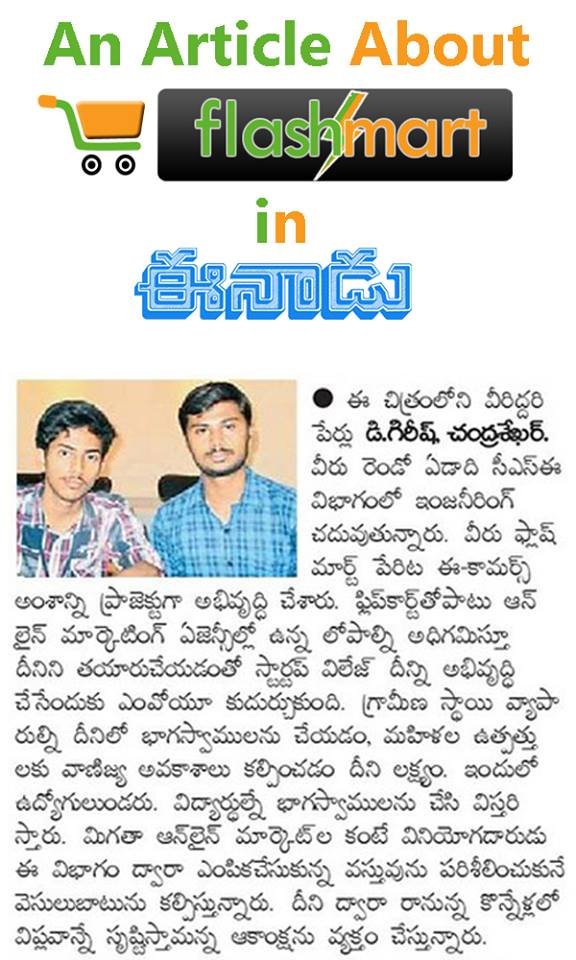 An Article About
flashmart
in
ఈనాడు
● ఈ చిత్రంలోని వీరిద్దరి
పేర్లు డి.గిరీష్, చంద్రశేఖర్.
వీరు రెండో ఏడాది సీఎస్ఈ
విభాగంలో ఇంజనీరింగ్
చదువుతున్నారు. వీరు ఫ్లాష్
మార్ట్ పేరిట ఈ-కామర్స్
అంశాన్ని ప్రాజెక్టుగా అభివృద్ధి చేశారు. ఫ్లిప్‌కార్ట్‌తోపాటు ఆన్
లైన్ మార్కెటింగ్ ఏజెన్సీల్లో ఉన్న లోపాల్ని అధిగమిస్తూ
దీనిని తయారుచేయడంతో స్టార్టప్ విలేజ్ దీన్ని అభివృద్ధి
చేసేందుకు ఎంవోయూ కుదుర్చుకుంది. గ్రామీణ స్థాయి వ్యాపా
రుల్ని దీనిలో భాగస్వాములను చేయడం, మహిళల ఉత్పత్తు
లకు వాణిజ్య అవకాశాలు కల్పించడం దీని లక్ష్యం. ఇందులో
ఉద్యోగులుండరు. విద్యార్థుల్నే భాగస్వాములను చేసి విస్తరి
స్తారు. మిగతా ఆన్‌లైన్ మార్కెట్‌ల కంటే వినియోగదారుడు
ఈ విభాగం ద్వారా ఎంపికచేసుకున్న వస్తువును పరిశీలించుకునే
వెసులుబాటును కల్పిస్తున్నారు. దీని ద్వారా రానున్న కొన్నేళ్లలో
విప్లవాన్నే సృష్టిస్తామన్న ఆకాంక్షను వ్యక్తం చేస్తున్నారు.